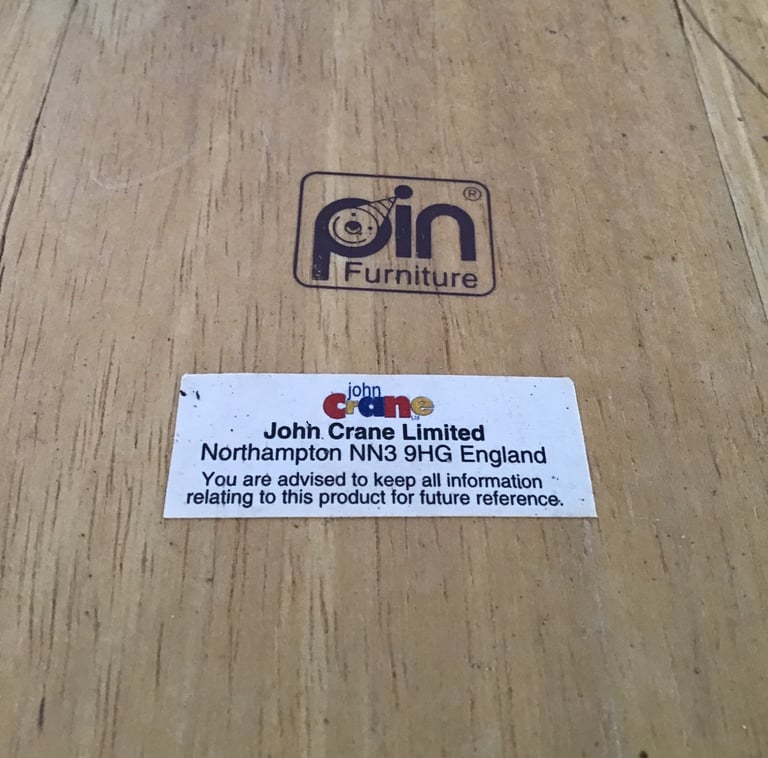 pin ®
Furniture
john
crane
Ltd
John Crane Limited
Northampton NN3 9HG England
You are advised to keep all information
relating to this product for future reference.